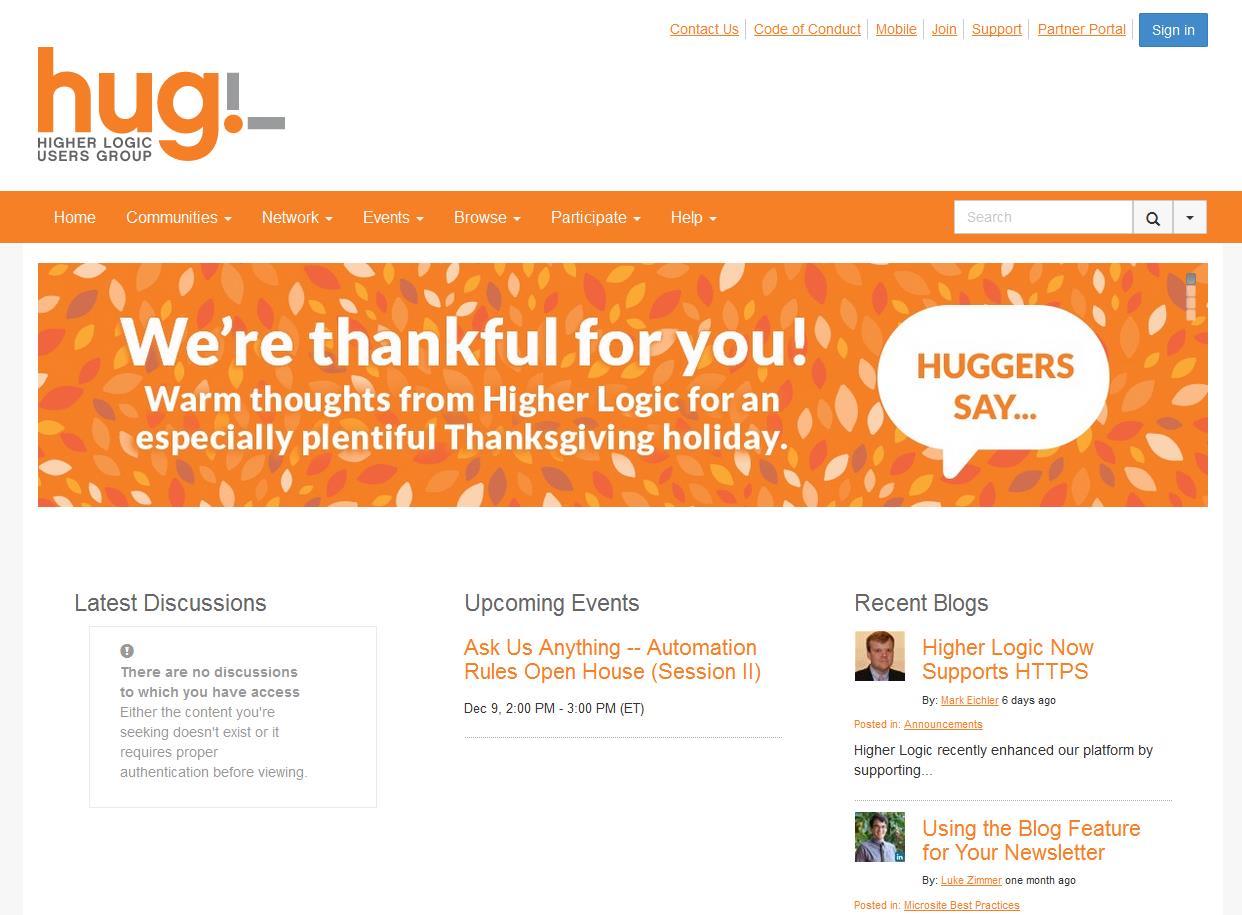 Contact Us
Code of Conduct
Mobile
Join
Support
Partner Portal
Sign in
hug!_
HIGHER LOGIC
USERS GROUP
Home
Communities
Network
Events
Browse
Participate
Help
Search
We're thankful for you!
Warm thoughts from Higher Logic for an
especially plentiful Thanksgiving holiday.
HUGGERS
SAY...
Latest Discussions
There are no discussions
to which you have access
Either the content you're
seeking doesn't exist or it
requires proper
authentication before viewing.
Upcoming Events
Ask Us Anything -- Automation
Rules Open House (Session II)
Dec 9, 2:00 PM - 3:00 PM (ET)
Recent Blogs
Higher Logic Now
Supports HTTPS
By: Mark Eichler 6 days ago
Posted in: Announcements
Higher Logic recently enhanced our platform by
supporting...
in
Using the Blog Feature
for Your Newsletter
By: Luke Zimmer one month ago
Posted in: Microsite Best Practices